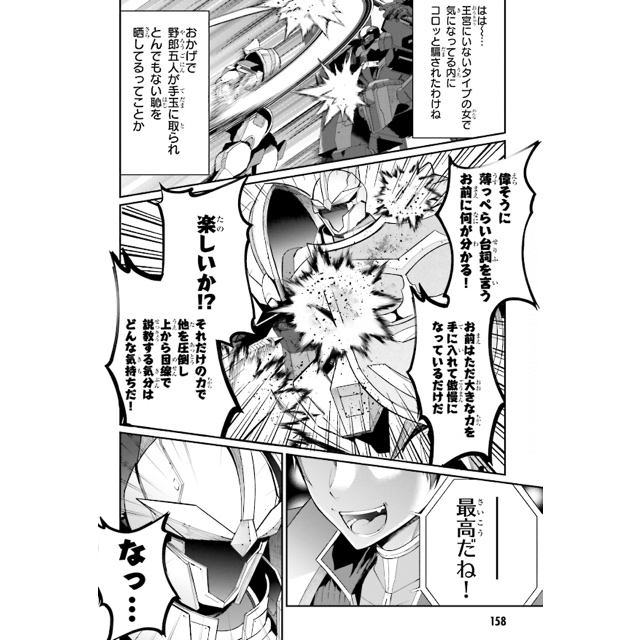 はは〜…
王宮にいないタイプの女で
気になってる内に
コロッと騙されたわけね
おかげで
野郎五人が手玉に取られ
とんでもない恥を
晒してるってことか
偉そうに
薄っぺらい台詞を言う
お前に何が分かる！
お前はただ大きな力を
手に入れて傲慢に
なっているだけだ
楽しいか!?
それだけの力で
他を圧倒し
上から目線で
説教する気分は
どんな気持ちだ！
最高だね！
なっ…
158